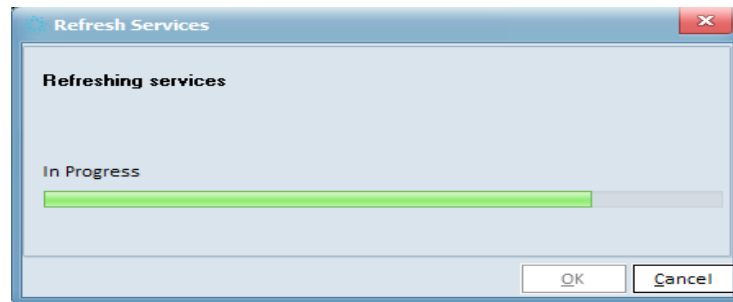 Refresh Services
Refreshing services
In Progress
OK
Cancel